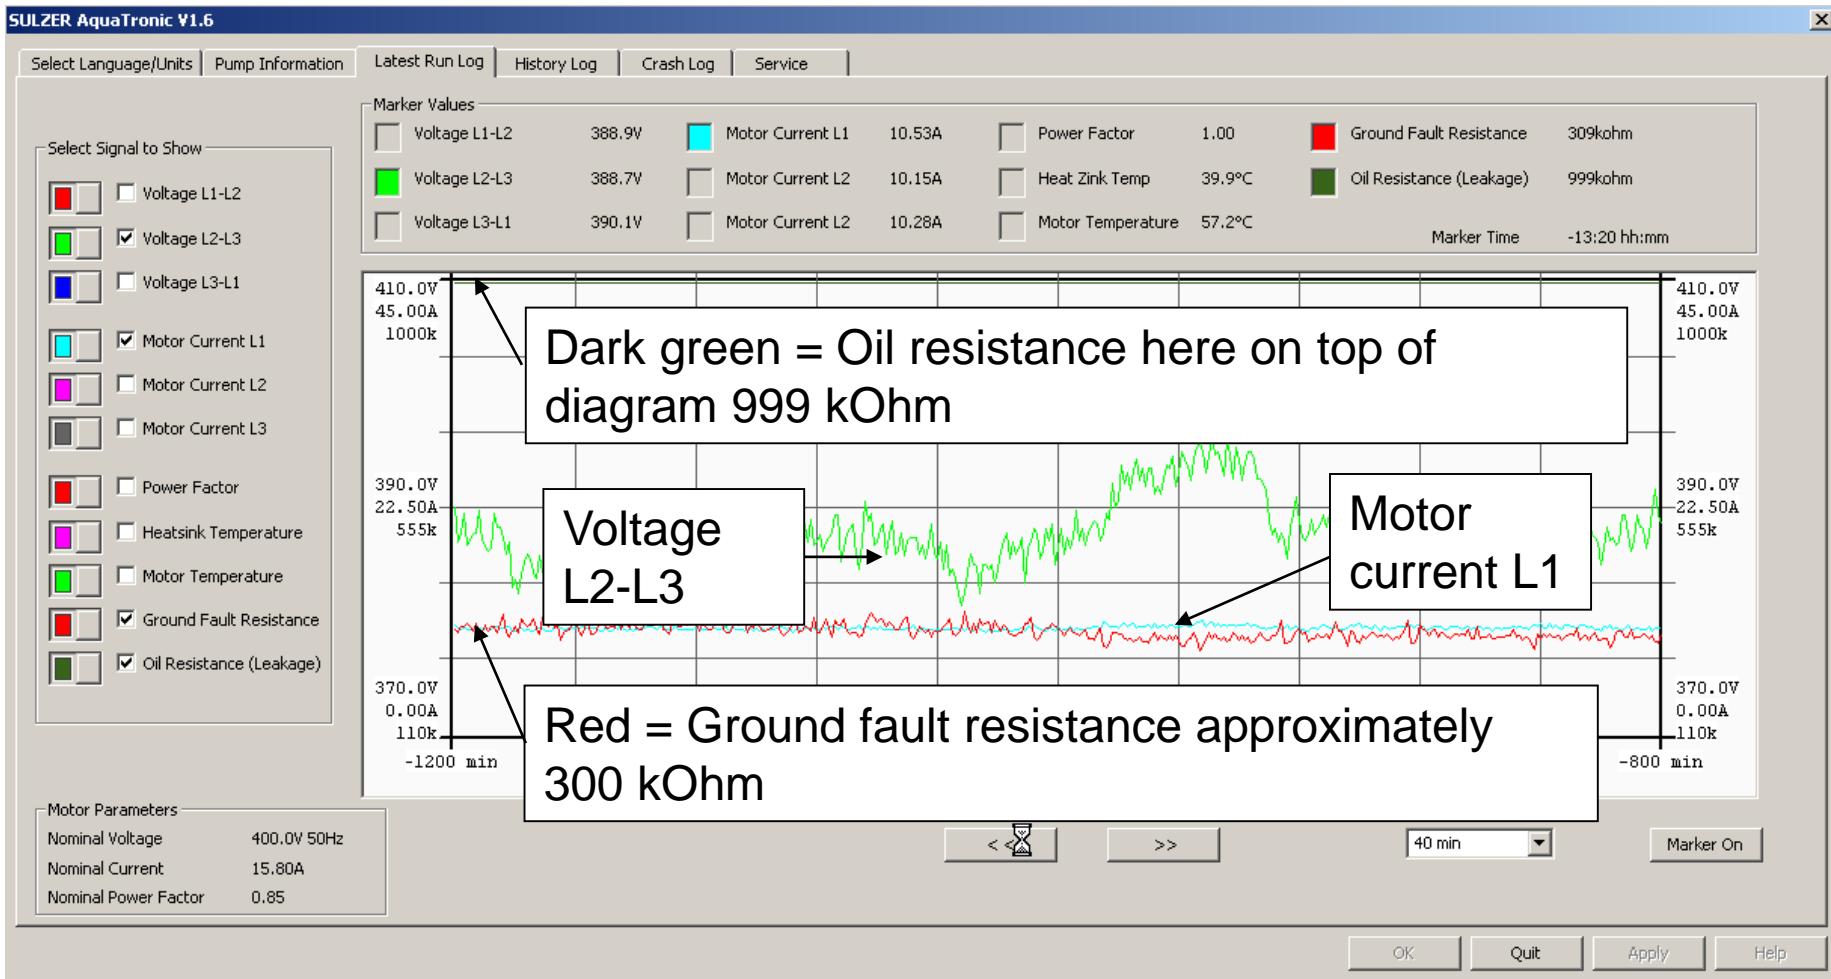 SULZER AquaTronic V1.6
Select Language/Units
Pump Information
Latest Run Log
History Log
Crash Log
Service
Select Signal to Show
Voltage L1-L2
Voltage L2-L3
Voltage L3-L1
Motor Current L1
Motor Current L2
Motor Current L3
Power Factor
Heatsink Temperature
Motor Temperature
Ground Fault Resistance
Oil Resistance (Leakage)
Marker Values
Voltage L1-L2 388.9V
Motor Current L1 10.53A
Power Factor 1.00
Ground Fault Resistance 309kohm
Voltage L2-L3 388.7V
Motor Current L2 10.15A
Heat Zink Temp 39.9°C
Oil Resistance (Leakage) 999kohm
Voltage L3-L1 390.1V
Motor Current L2 10.28A
Motor Temperature 57.2°C
Marker Time -13:20 hh:mm
410.0V
45.00A
1000k
390.0V
22.50A
555k
370.0V
0.00A
110k
-1200 min
Dark green = Oil resistance here on top of
diagram 999 kOhm
Voltage
L2-L3
Motor
current L1
Red = Ground fault resistance approximately
300 kOhm
410.0V
45.00A
1000k
390.0V
22.50A
555k
370.0V
0.00A
110k
-800 min
Motor Parameters
Nominal Voltage 400.0V 50Hz
Nominal Current 15.80A
Nominal Power Factor 0.85
<<
>>
40 min
Marker On
OK
Quit
Apply
Help